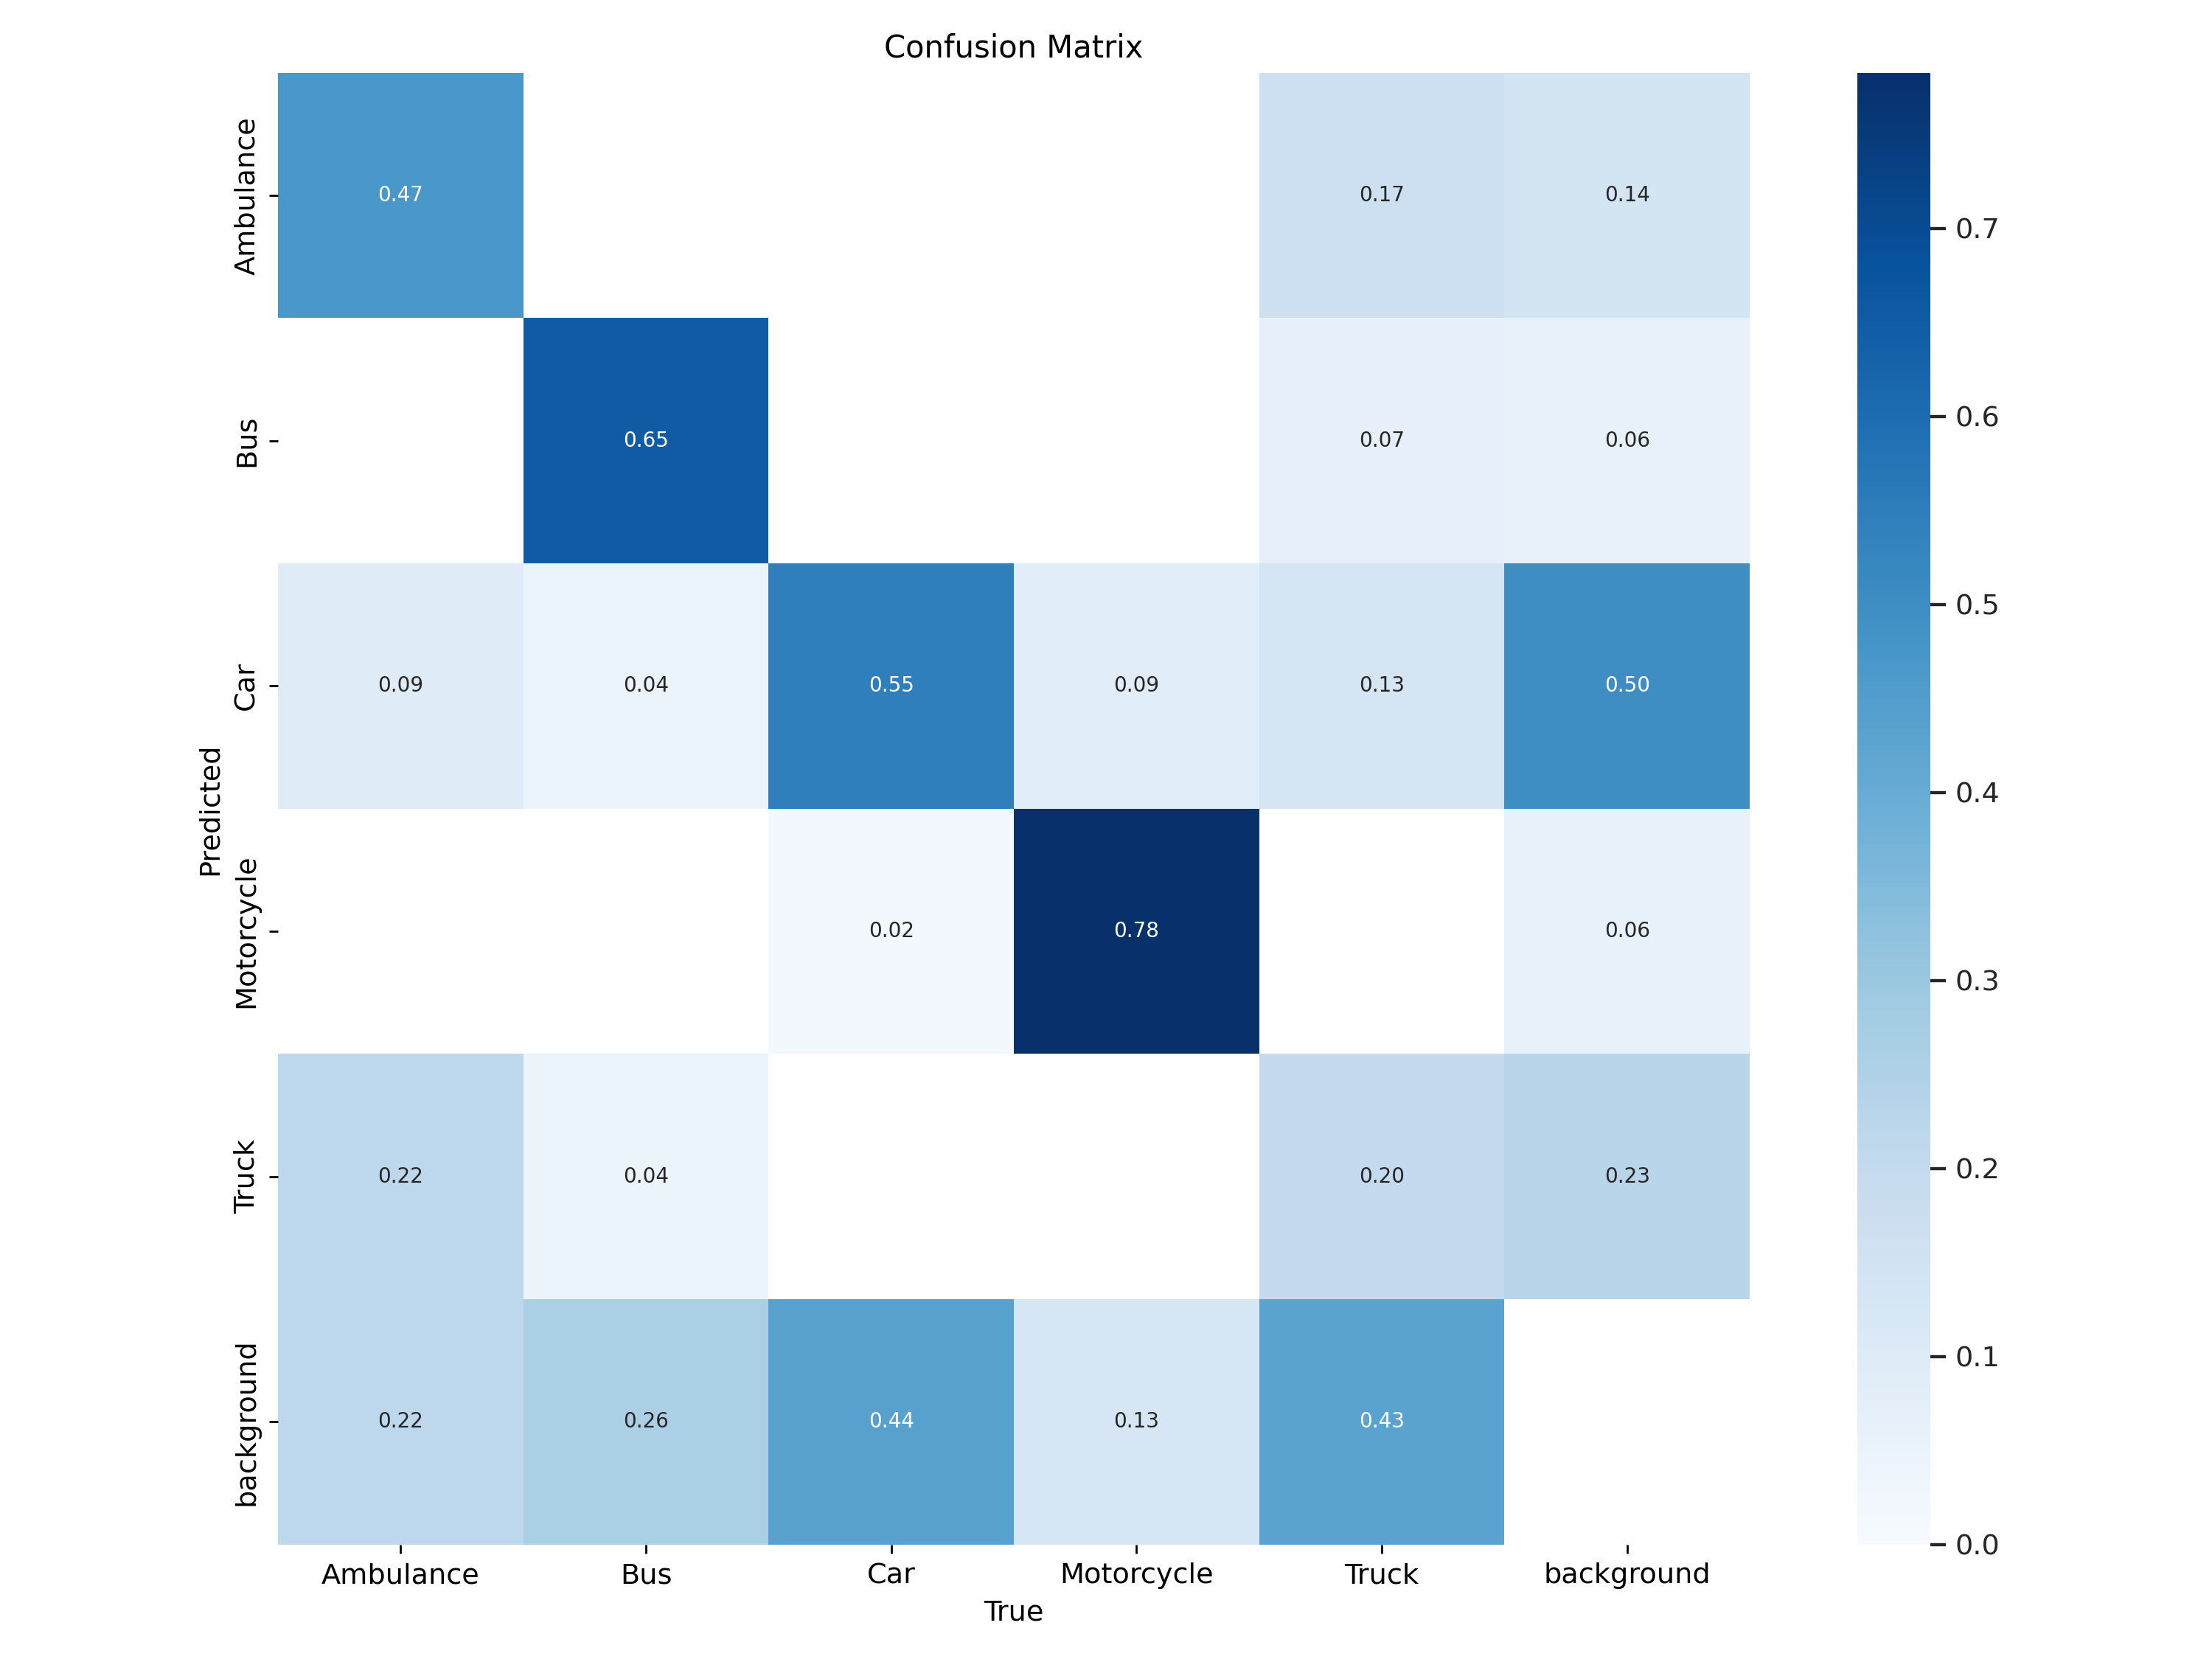 Confusion Matrix
Predicted
Ambulance 0.47 0.17 0.14
Bus 0.65 0.07 0.06
Car 0.09 0.04 0.55 0.09 0.13 0.50
Motorcycle 0.02 0.78 0.06
Truck 0.22 0.04 0.20 0.23
background 0.22 0.26 0.44 0.13 0.43
Ambulance Bus Car Motorcycle Truck background
True
0.7
0.6
0.5
0.4
0.3
0.2
0.1
0.0